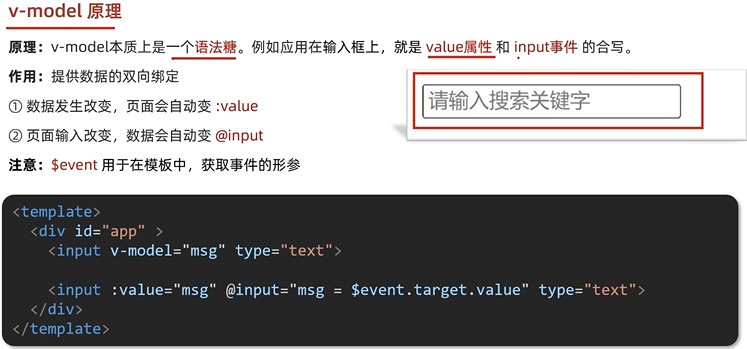 v-model 原理
原理：v-model本质上是一个语法糖。例如应用在输入框上，就是 value属性 和 input事件 的合写。
作用：提供数据的双向绑定
① 数据发生改变，页面会自动变 :value
② 页面输入改变，数据会自动变 @input
注意：$event 用于在模板中，获取事件的形参
请输入搜索关键字
<template>
  <div id="app" >
    <input v-model="msg" type="text">
    <input :value="msg" @input="msg = $event.target.value" type="text">
  </div>
</template>